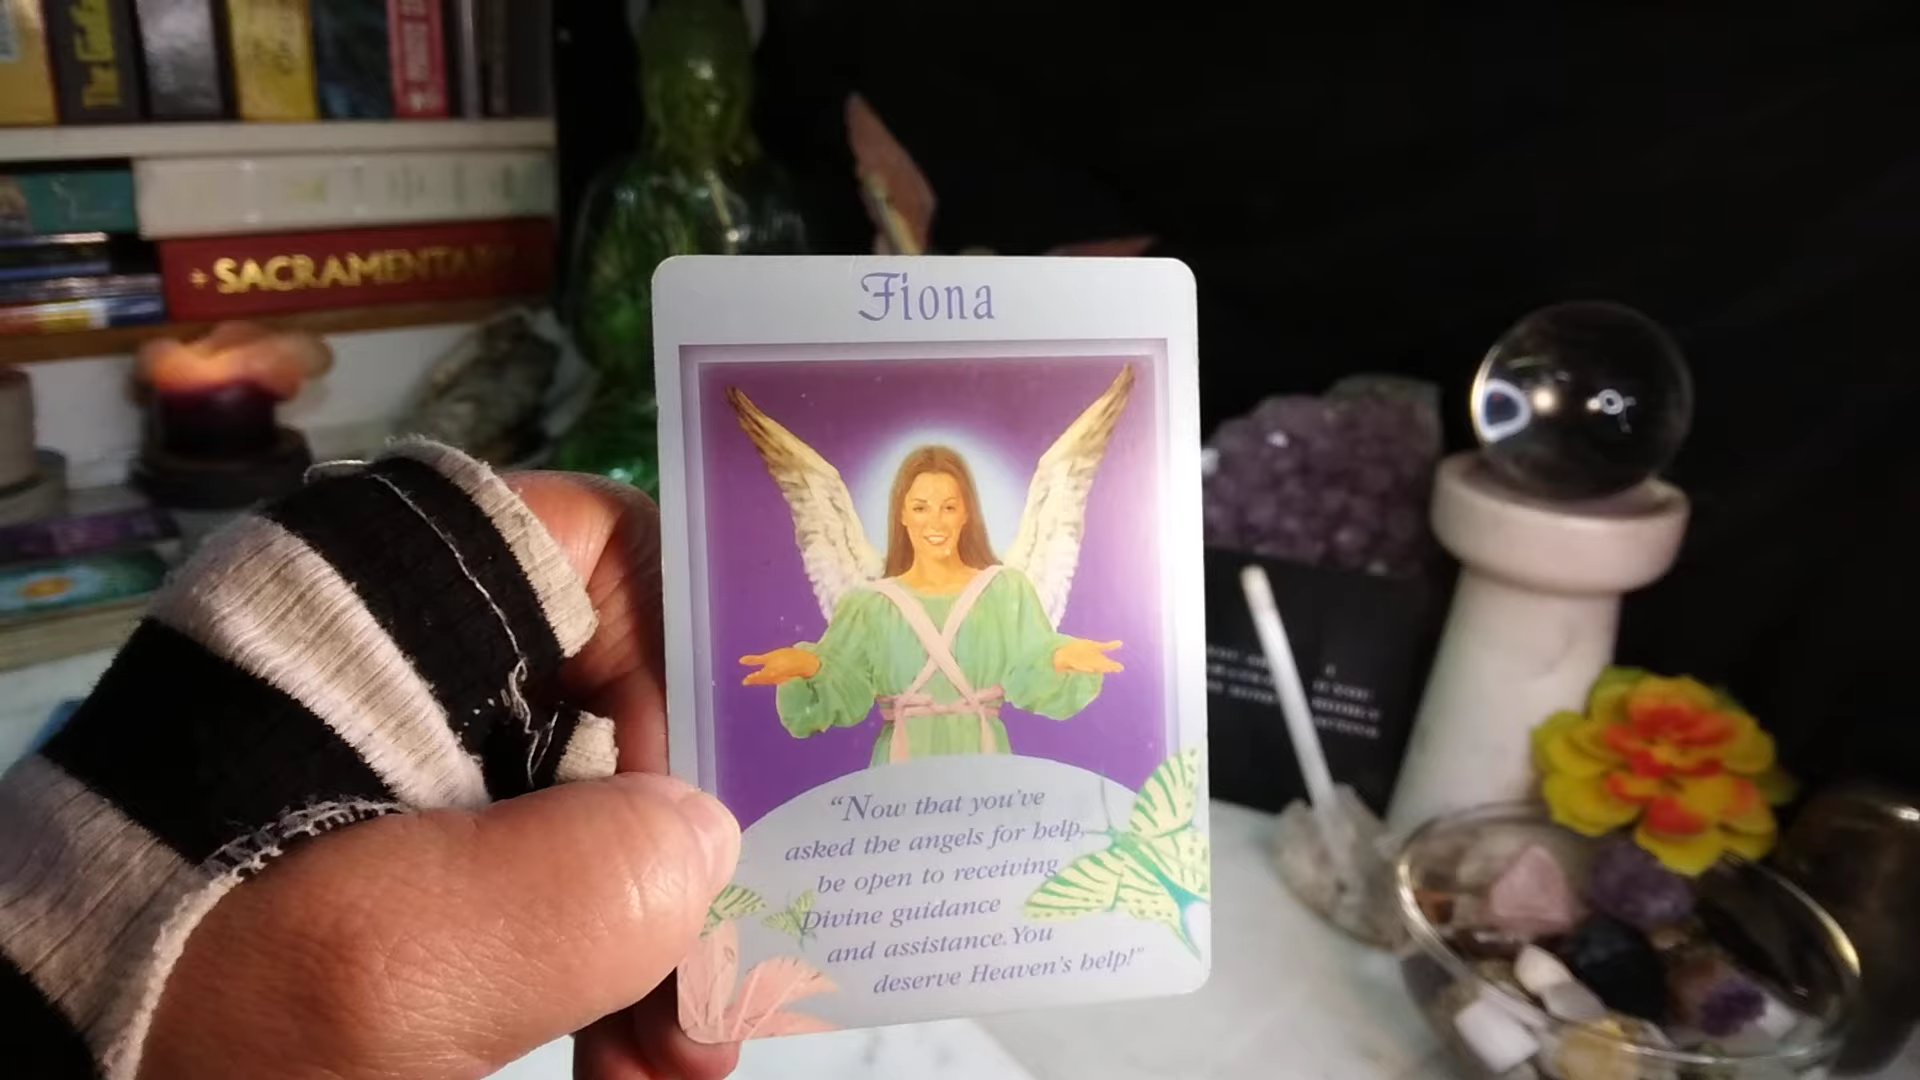 SACRAMENTA
Fiona
“Now that you've
asked the angels for help,
be open to receiving
Divine guidance
and assistance. You
deserve Heaven's help!”